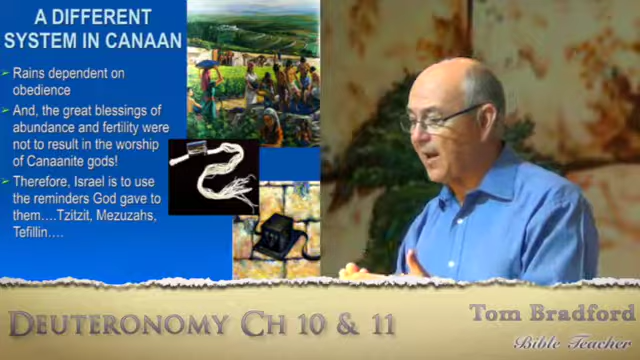 A DIFFERENT
SYSTEM IN CANAAN
➢ Rains dependent on
obedience
➢ And, the great blessings of
abundance and fertility were
not to result in the worship
of Canaanite gods!
➢ Therefore, Israel is to use
the reminders God gave to
them....Tzitzit, Mezuzahs,
Tefillin....
DEUTERONOMY CH 10 & 11
Tom Bradford
Bible Teacher